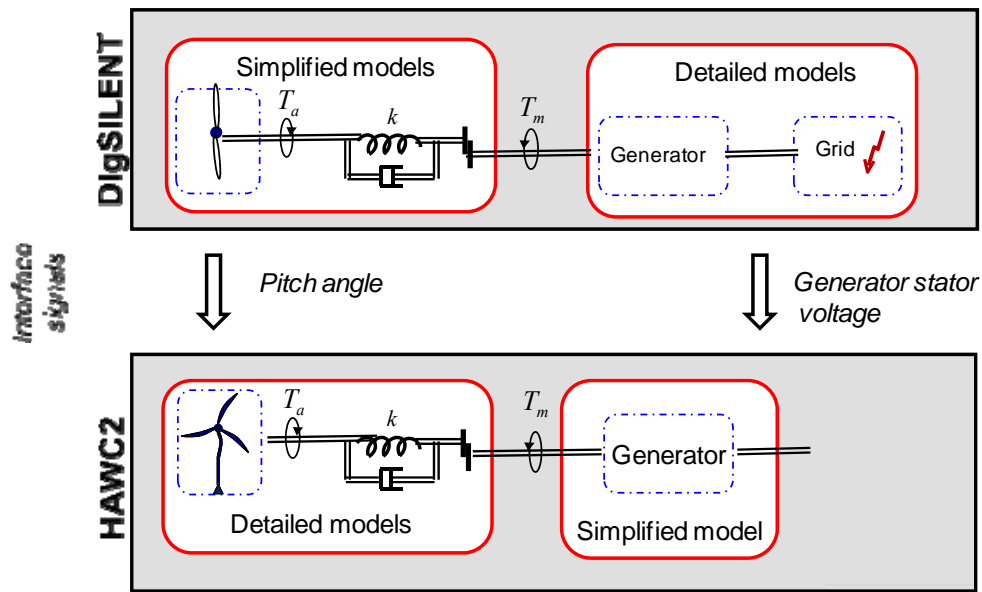 DIgSILENT
Simplified models
Detailed models
T_a
k
T_m
Generator
Grid
Interface
signals
Pitch angle
Generator stator
voltage
HAWC2
T_a
k
T_m
Generator
Detailed models
Simplified model